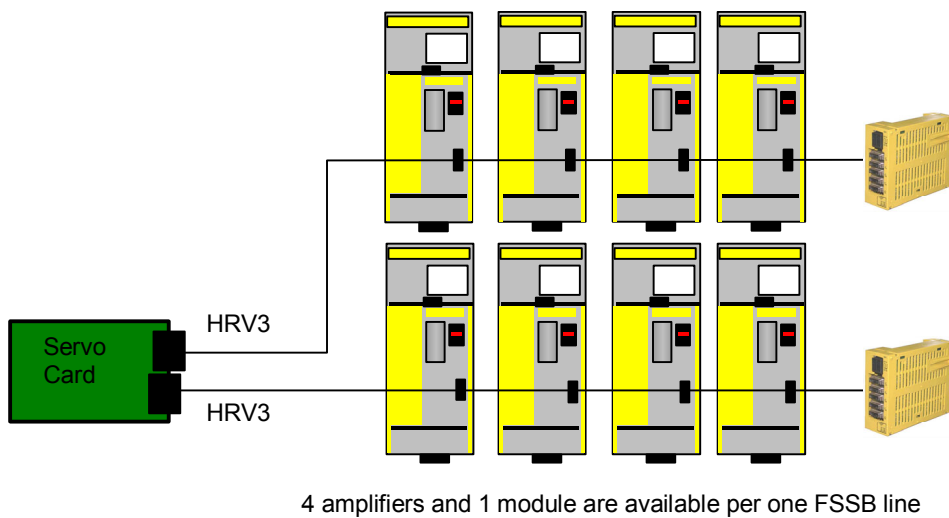 HRV3
Servo
Card
HRV3
4 amplifiers and 1 module are available per one FSSB line